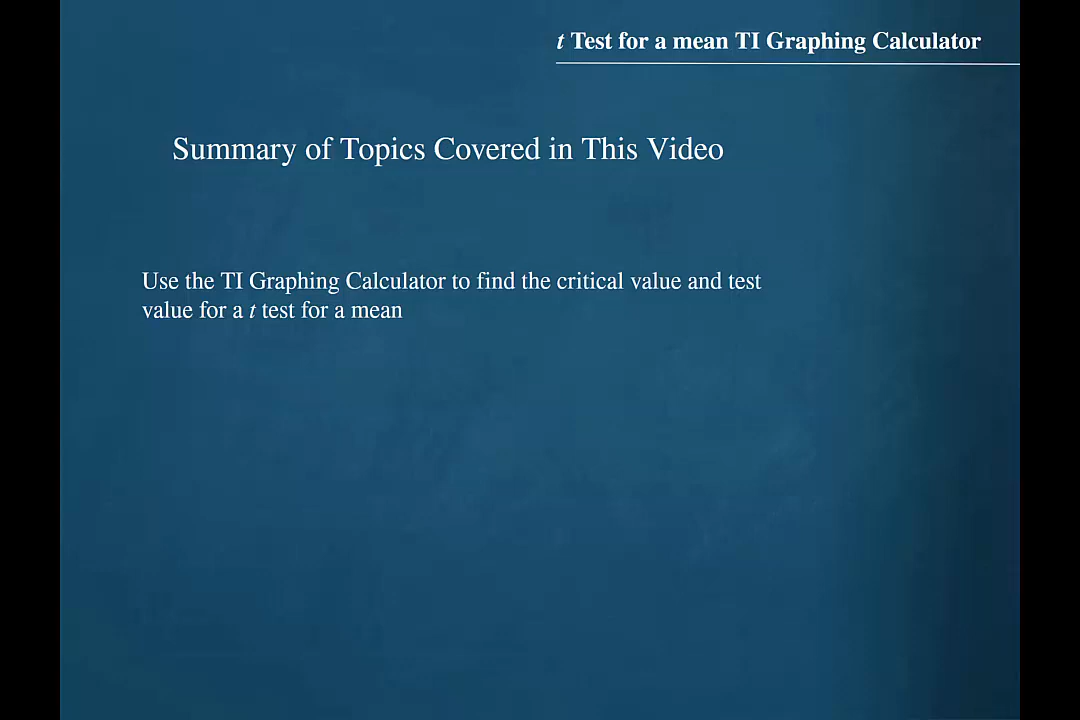 t Test for a mean TI Graphing Calculator
Summary of Topics Covered in This Video
Use the TI Graphing Calculator to find the critical value and test
value for a t test for a mean